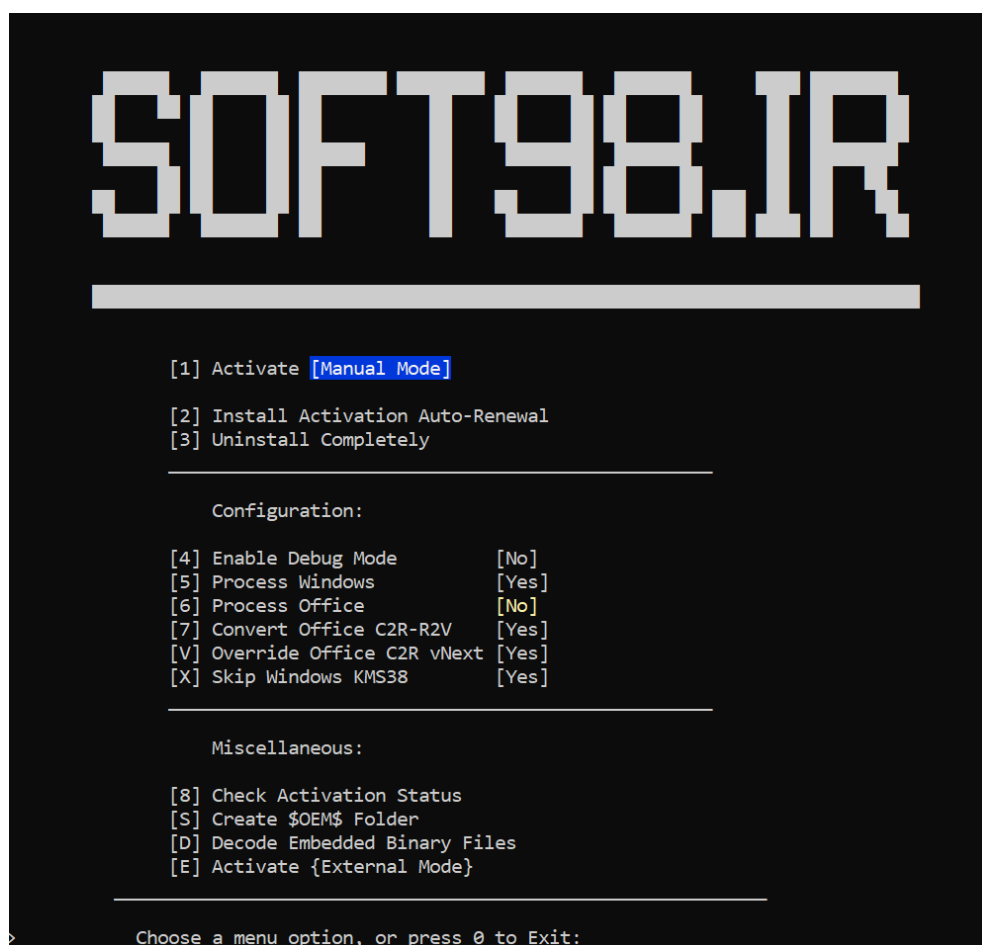 SOFT98.IR
[1] Activate [Manual Mode]
[2] Install Activation Auto-Renewal
[3] Uninstall Completely
Configuration:
[4] Enable Debug Mode [No]
[5] Process Windows [Yes]
[6] Process Office [No]
[7] Convert Office C2R-R2V [Yes]
[V] Override Office C2R vNext [Yes]
[X] Skip Windows KMS38 [Yes]
Miscellaneous:
[8] Check Activation Status
[S] Create $OEM$ Folder
[D] Decode Embedded Binary Files
[E] Activate {External Mode}
> Choose a menu option, or press 0 to Exit: